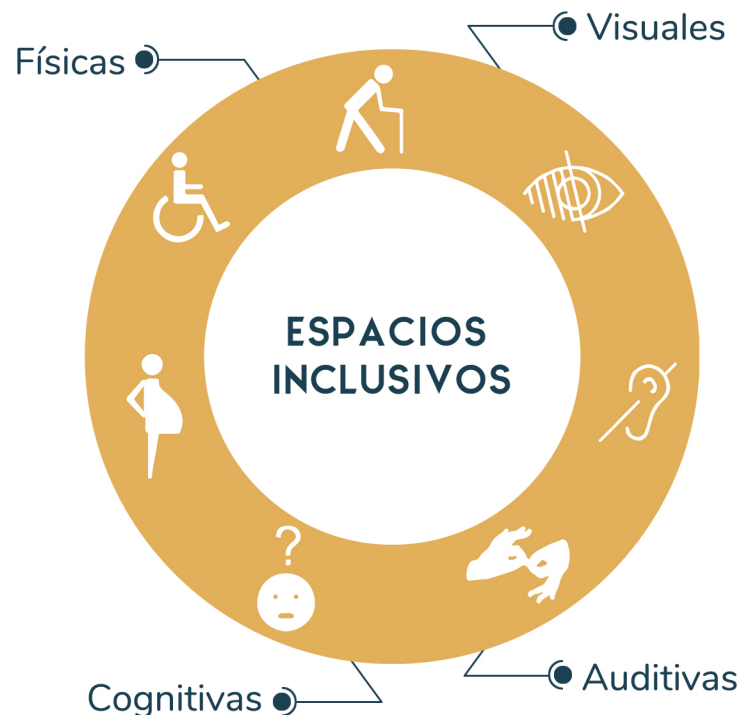 Visuales
Físicas
ESPACIOS
INCLUSIVOS
?
Auditivas
Cognitivas